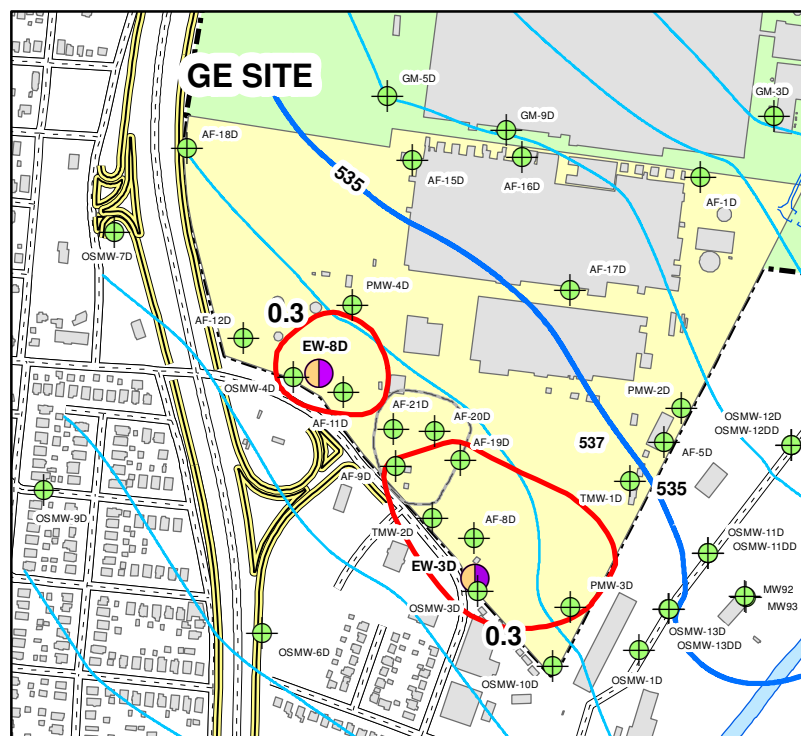 GE SITE
GM-5D
GM-3D
GM-9D
AF-18D
AF-15D
AF-16D
AF-1D
535
OSMW-7D
AF-17D
PMW-4D
0.3
AF-12D
EW-8D
OSMW-4D
AF-11D
AF-21D
AF-20D
AF-19D
PMW-2D
OSMW-12D
OSMW-12DD
537
AF-5D
AF-9D
TMW-1D
535
OSMW-9D
TMW-2D
AF-8D
OSMW-11D
OSMW-11DD
EW-3D
PMW-3D
MW92
MW93
OSMW-3D
0.3
OSMW-13D
OSMW-13DD
OSMW-6D
OSMW-10D
OSMW-1D